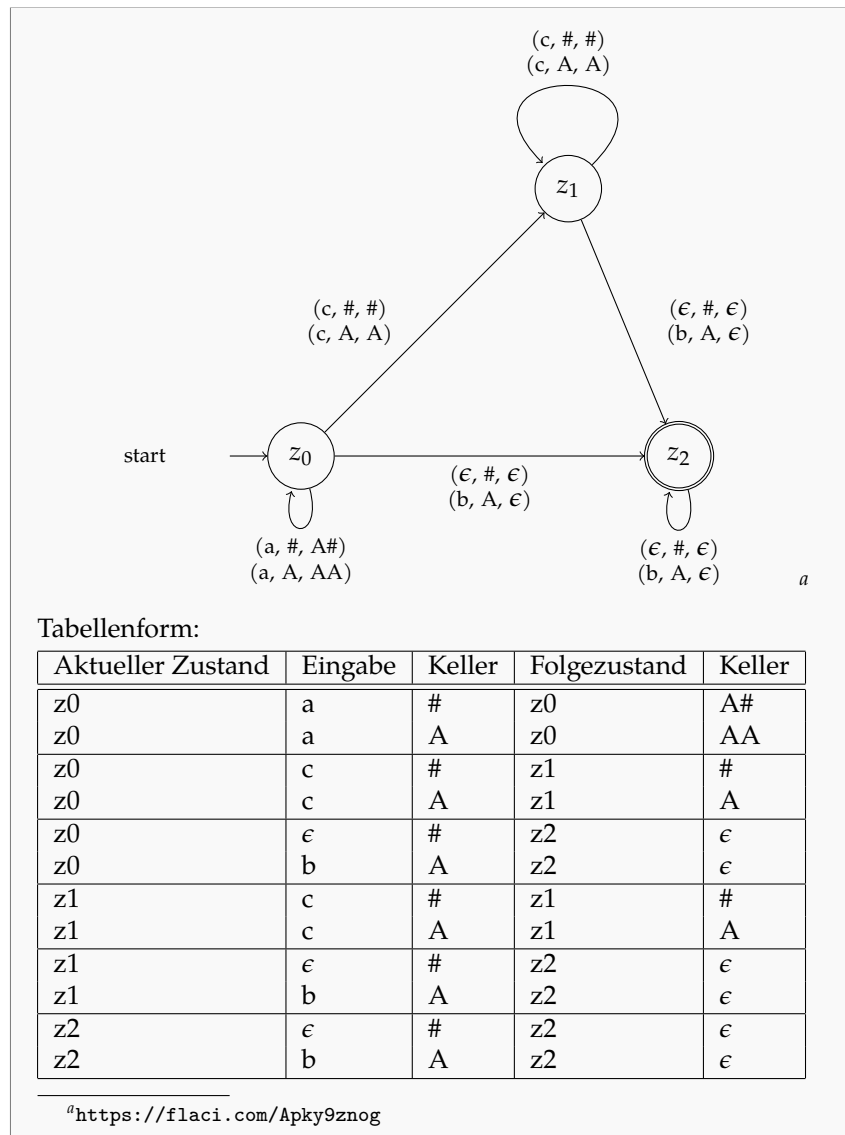 (c, #, #)
(c, A, A)
z1
(c, #, #)
(c, A, A)
(ϵ, #, ϵ)
(b, A, ϵ)
start
z0
z2
(ϵ, #, ϵ)
(b, A, ϵ)
(a, #, A#)
(a, A, AA)
(ϵ, #, ϵ)
(b, A, ϵ)
a
Tabellenform:
Aktueller Zustand Eingabe Keller Folgezustand Keller
z0 a # z0 A#
z0 a A z0 AA
z0 c # z1 #
z0 c A z1 A
z0 ϵ # z2 ϵ
z0 b A z2 ϵ
z1 c # z1 #
z1 c A z1 A
z1 ϵ # z2 ϵ
z1 b A z2 ϵ
z2 ϵ # z2 ϵ
z2 b A z2 ϵ
a https://flaci.com/Apky9znog